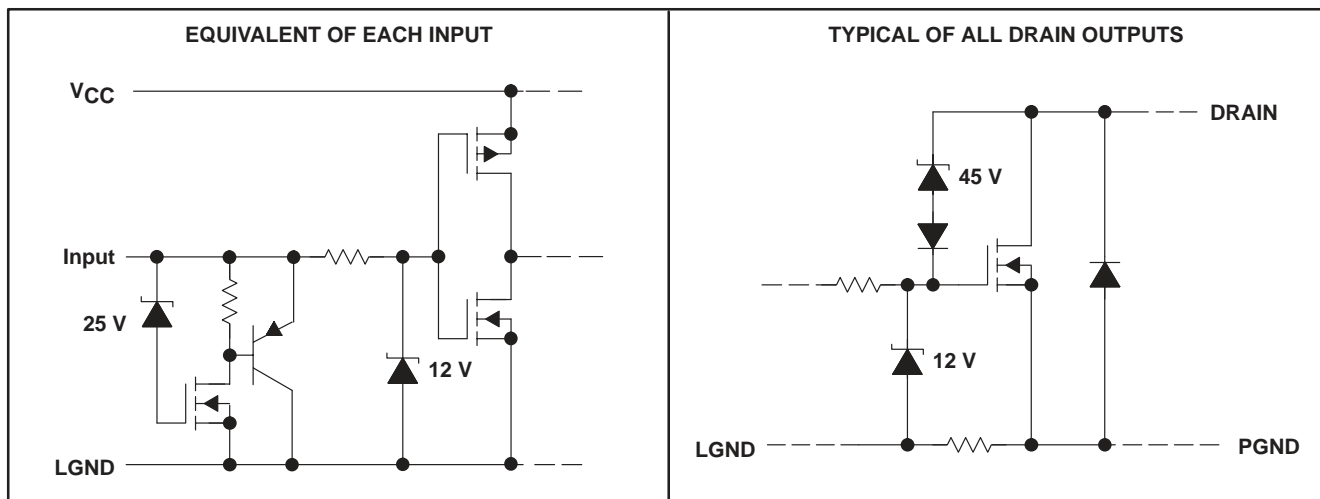 EQUIVALENT OF EACH INPUT
VCC
Input
25 V
12 V
LGND
TYPICAL OF ALL DRAIN OUTPUTS
DRAIN
45 V
12 V
LGND
PGND